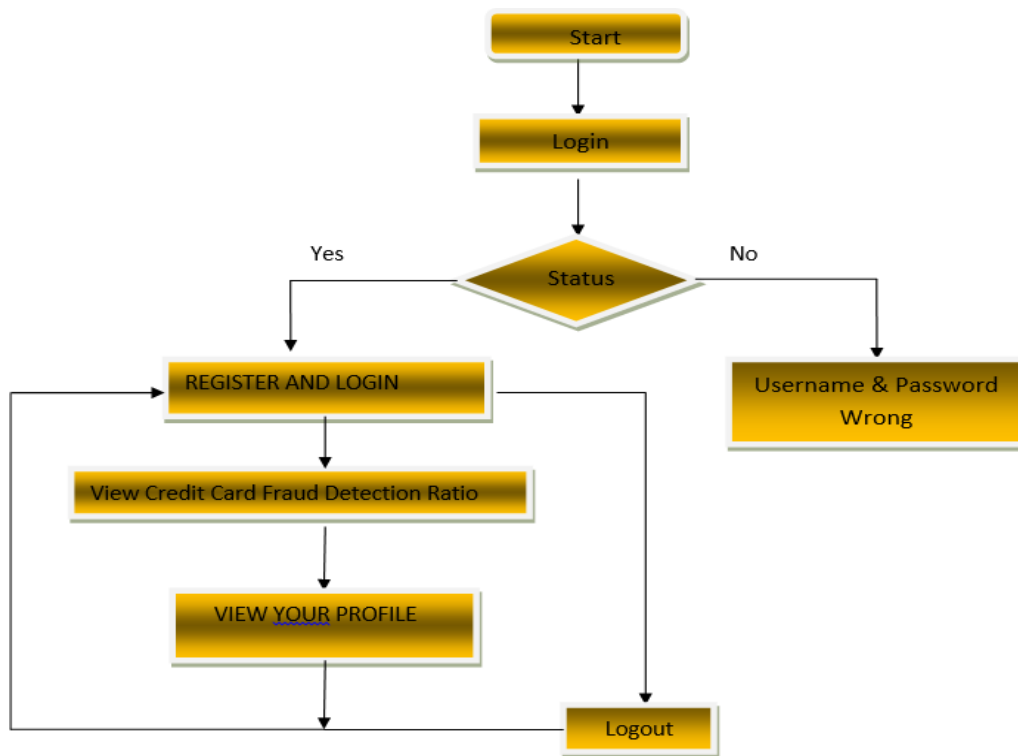 Start
Login
Yes
No
Status
REGISTER AND LOGIN
Username & Password
Wrong
View Credit Card Fraud Detection Ratio
VIEW YOUR PROFILE
Logout